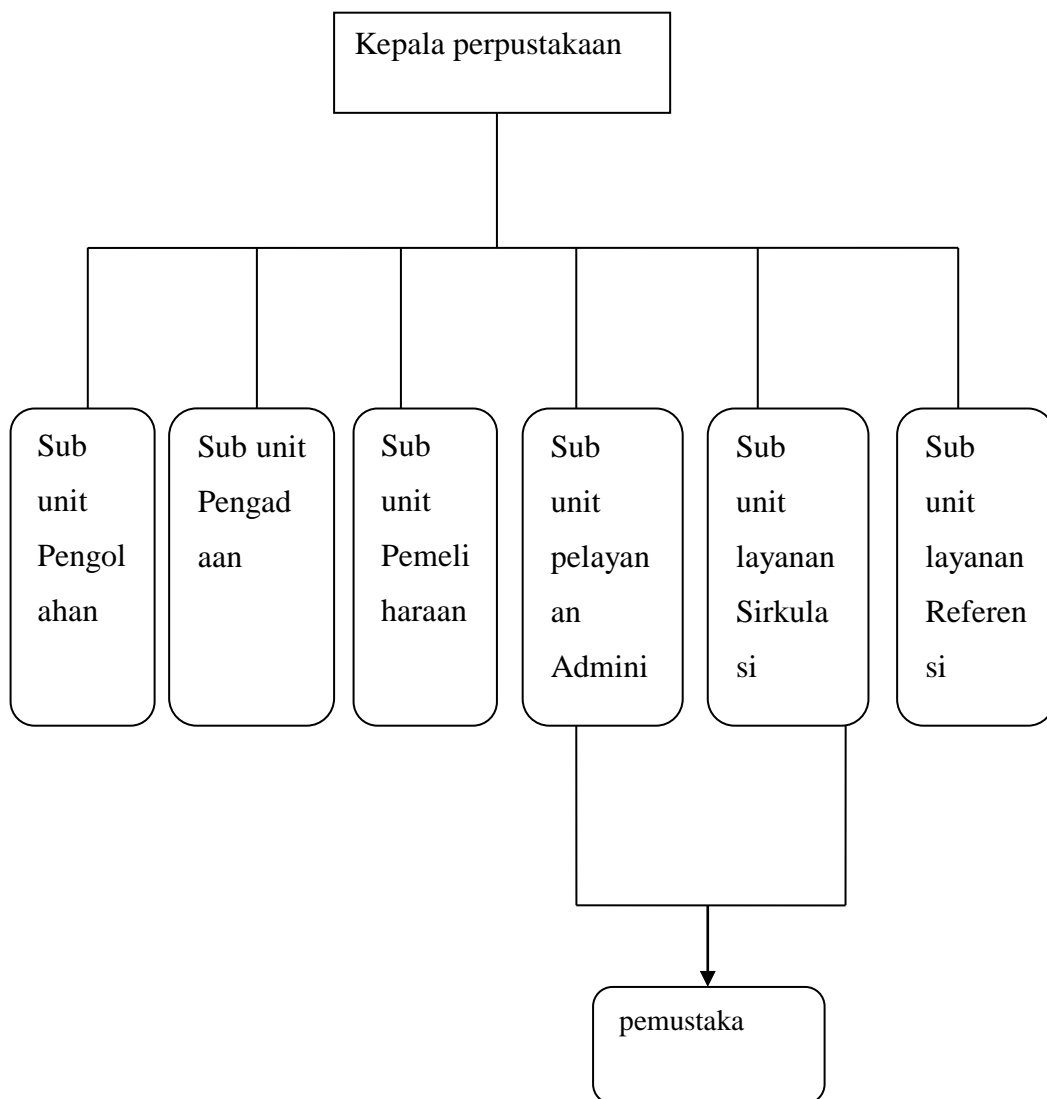 Kepala perpustakaan
Sub
unit
Pengol
ahan
Sub unit
Pengad
aan
Sub
unit
Pemeli
haraan
Sub
unit
pelayan
an
Admini
Sub
unit
layanan
Sirkula
si
Sub
unit
layanan
Referen
si
pemustaka